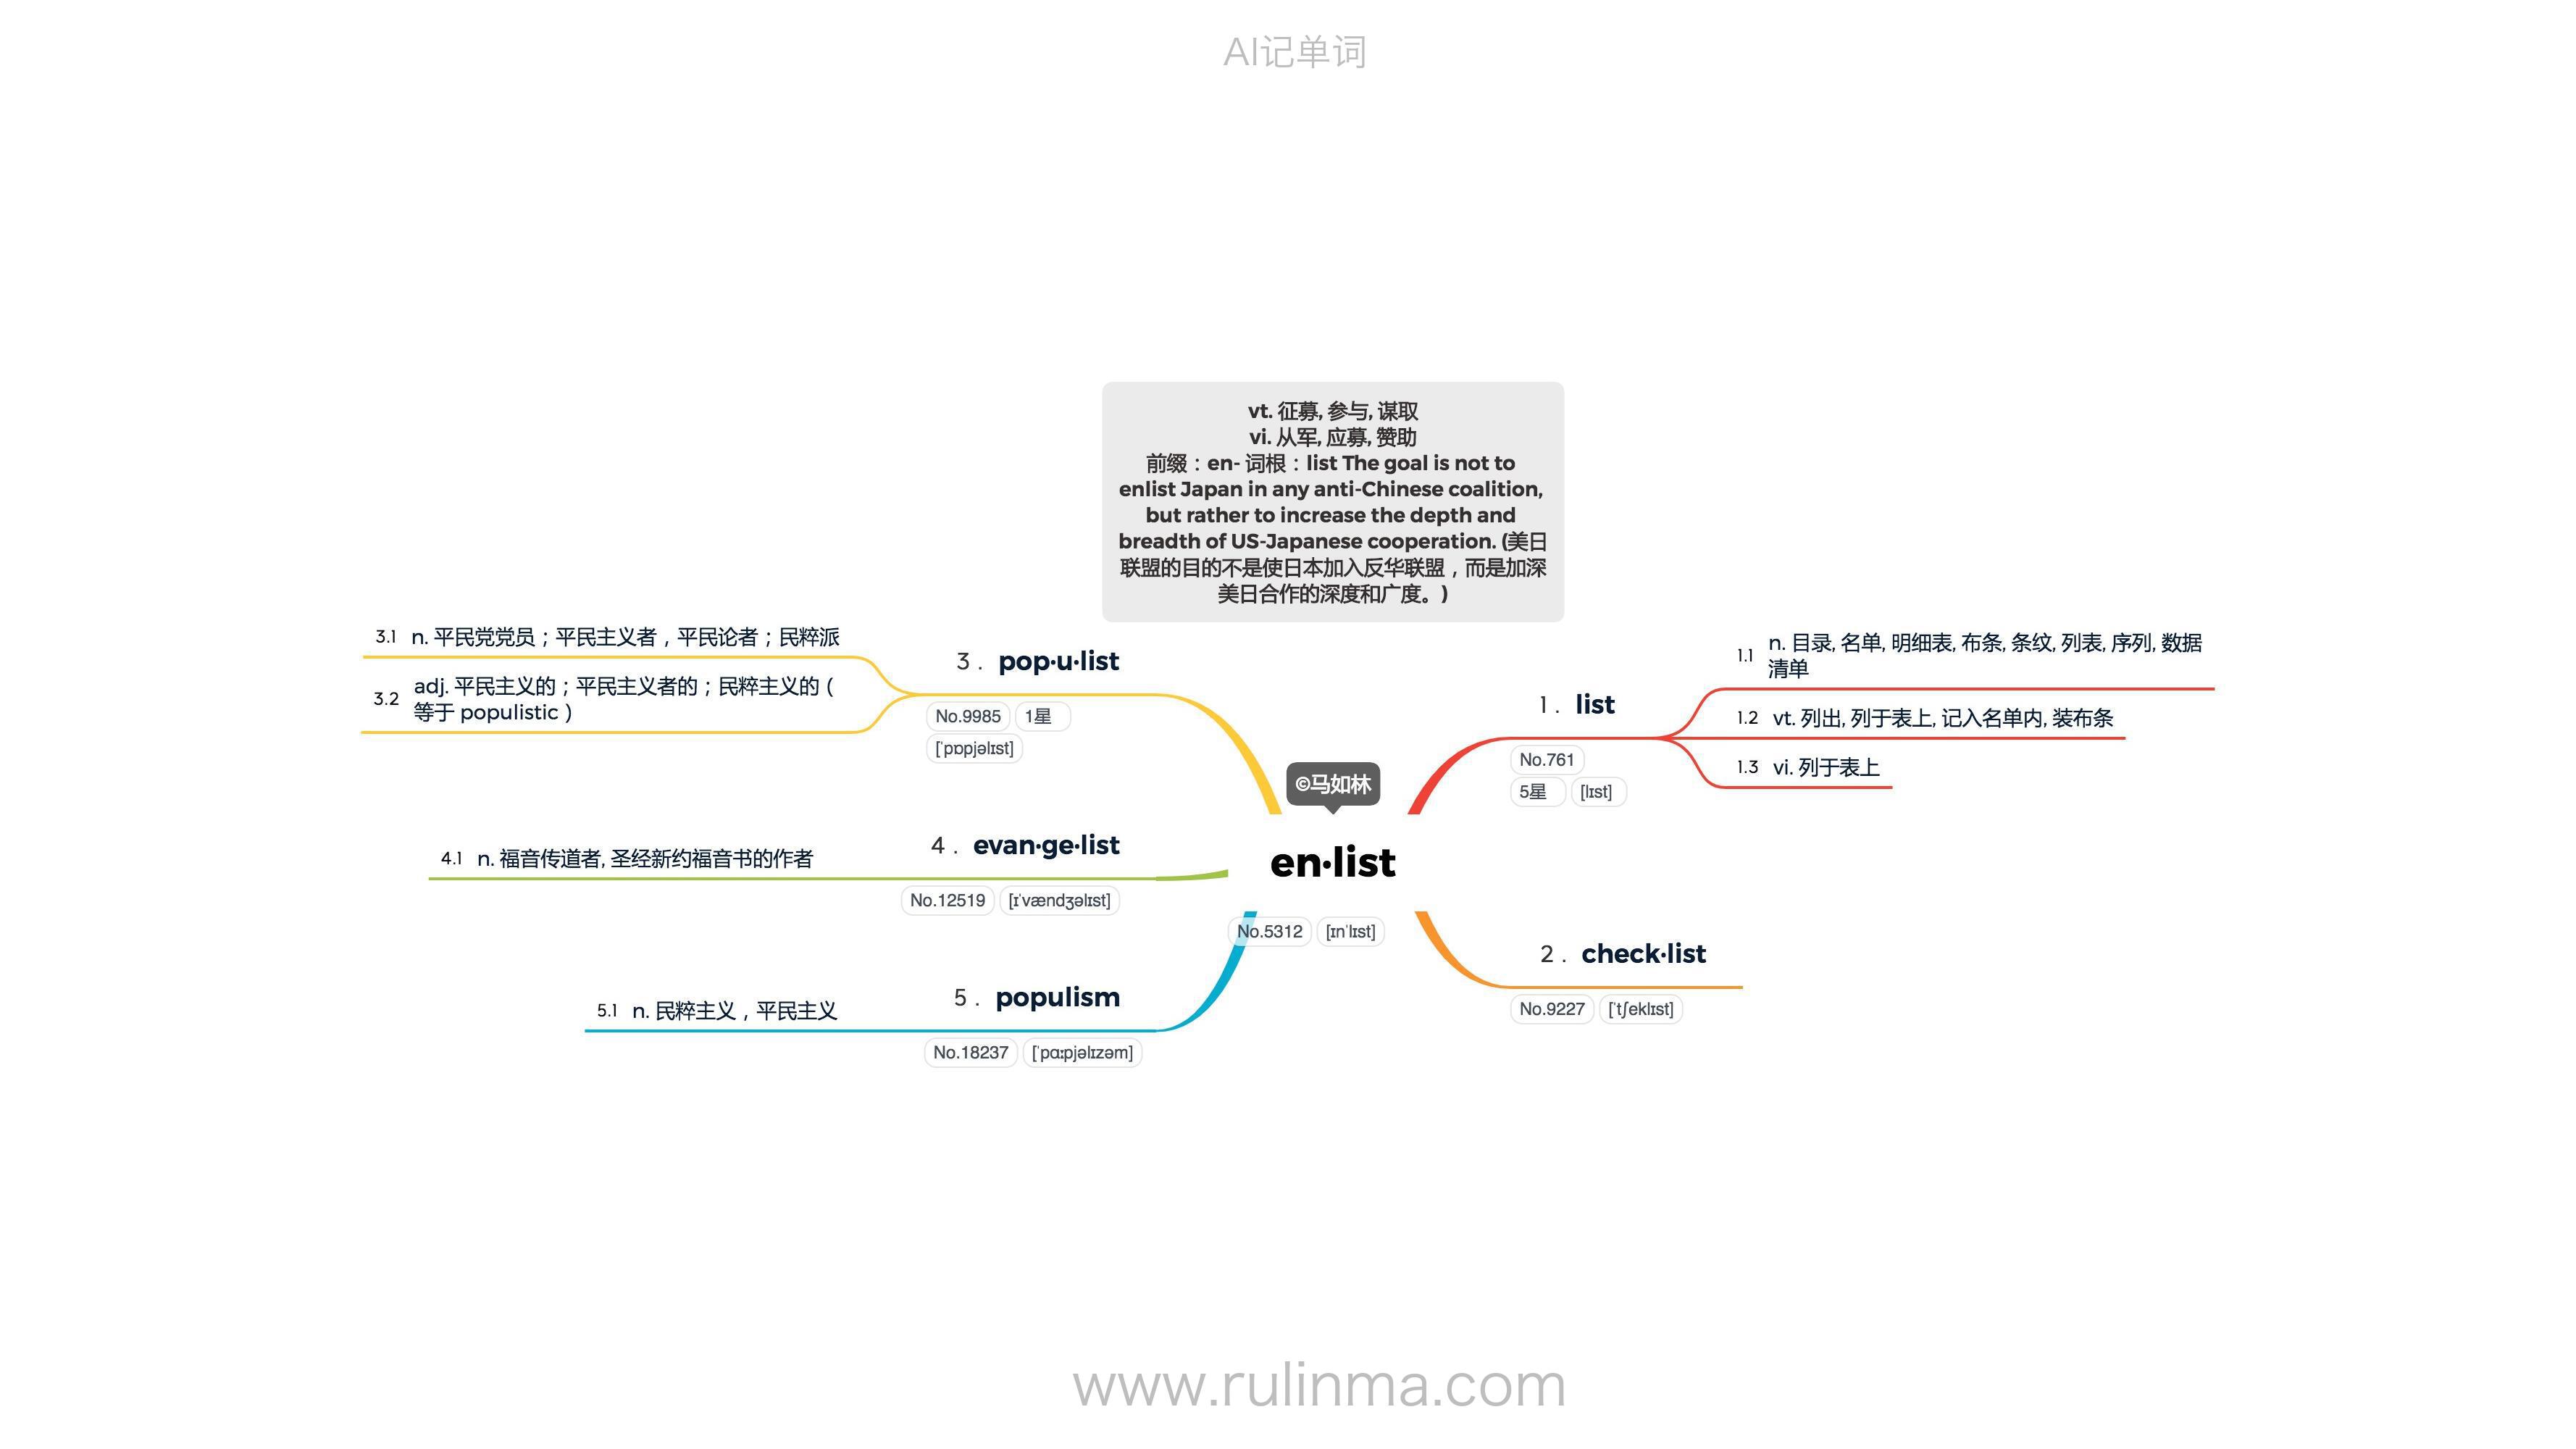 AI记单词
vt. 征募, 参与, 谋取
vi. 从军, 应募, 赞助
前缀：en- 词根：list The goal is not to
enlist Japan in any anti-Chinese coalition,
but rather to increase the depth and
breadth of US-Japanese cooperation. (美日
联盟的目的不是使日本加入反华联盟，而是加深
美日合作的深度和广度。)
©马如林
en·list
No.5312 [ɪnˈlɪst]
1. list
No.761
5星 [lɪst]
1.1 n. 目录, 名单, 明细表, 布条, 条纹, 列表, 序列, 数据
清单
1.2 vt. 列出, 列于表上, 记入名单内, 装布条
1.3 vi. 列于表上
2. check·list
No.9227 [ˈtʃeklɪst]
3. pop·u·list
No.9985 1星
[ˈpɒpjəlɪst]
3.1 n. 平民党党员；平民主义者，平民论者；民粹派
3.2 adj. 平民主义的；平民主义者的；民粹主义的（
等于 populistic ）
4. evan·ge·list
No.12519 [ɪˈvændʒəlɪst]
4.1 n. 福音传道者, 圣经新约福音书的作者
5. populism
No.18237 [ˈpɑːpjəlɪzəm]
5.1 n. 民粹主义，平民主义
www.rulinma.com